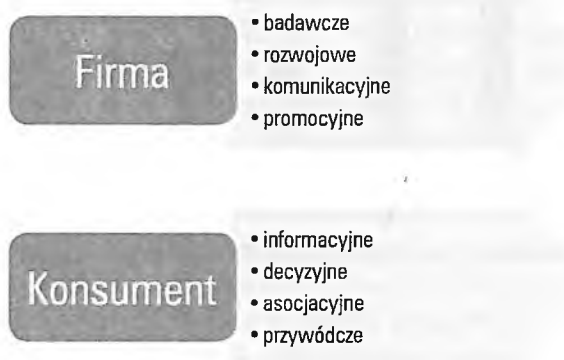 Firma
• badawcze
• rozwojowe
• komunikacyjne
• promocyjne
Konsument
• informacyjne
• decyzyjne
• asocjacyjne
• przywódcze